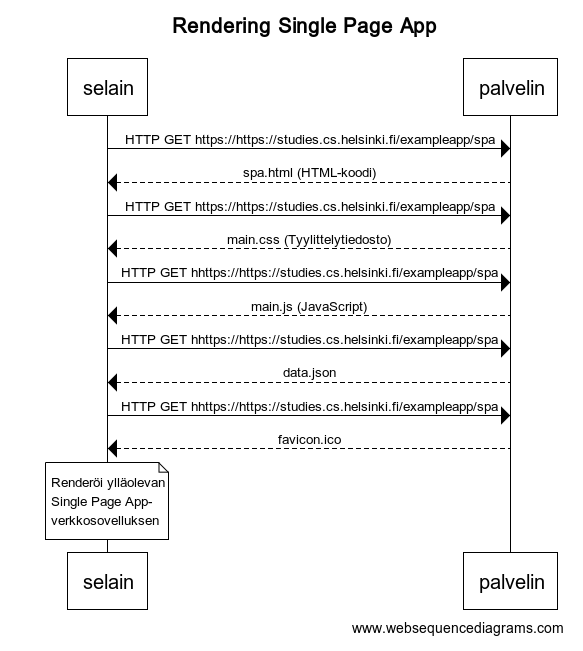 Rendering Single Page App
selain
palvelin
HTTP GET https://https://studies.cs.helsinki.fi/exampleapp/spa
spa.html (HTML-koodi)
HTTP GET https://https://studies.cs.helsinki.fi/exampleapp/spa
main.css (Tyylittelytiedosto)
HTTP GET hhttps://https://studies.cs.helsinki.fi/exampleapp/spa
main.js (JavaScript)
HTTP GET hhttps://https://studies.cs.helsinki.fi/exampleapp/spa
data.json
HTTP GET hhttps://https://studies.cs.helsinki.fi/exampleapp/spa
favicon.ico
Renderöi ylläolevan
Single Page App-
verkkosovelluksen
selain
palvelin
www.websequencediagrams.com